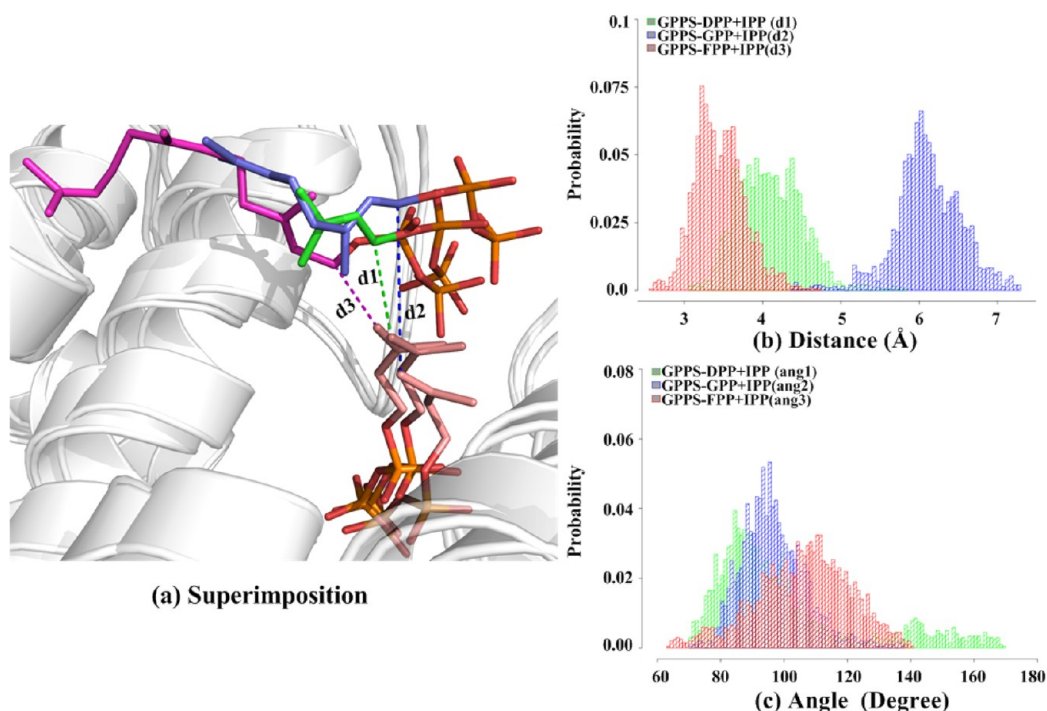 d1
d3
d2
(a) Superimposition
0.1
0.075
0.05
0.025
0.0
Probability
GPPS-DPP+IPP (d1)
GPPS-GPP+IPP(d2)
GPPS-FPP+IPP(d3)
3 4 5 6 7
(b) Distance (Å)
0.08
0.06
0.04
0.02
0.00
Probability
GPPS-DPP+IPP (ang1)
GPPS-GPP+IPP(ang2)
GPPS-FPP+IPP(ang3)
60 80 100 120 140 160 180
(c) Angle (Degree)